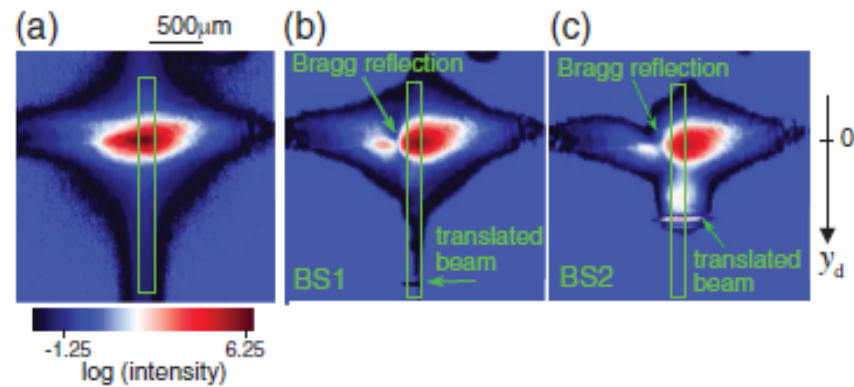 (a)
500μm
(b)
(c)
Bragg reflection
Bragg reflection
0
translated
beam
BS1
BS2
translated
beam
y_d
-1.25
6.25
log (intensity)